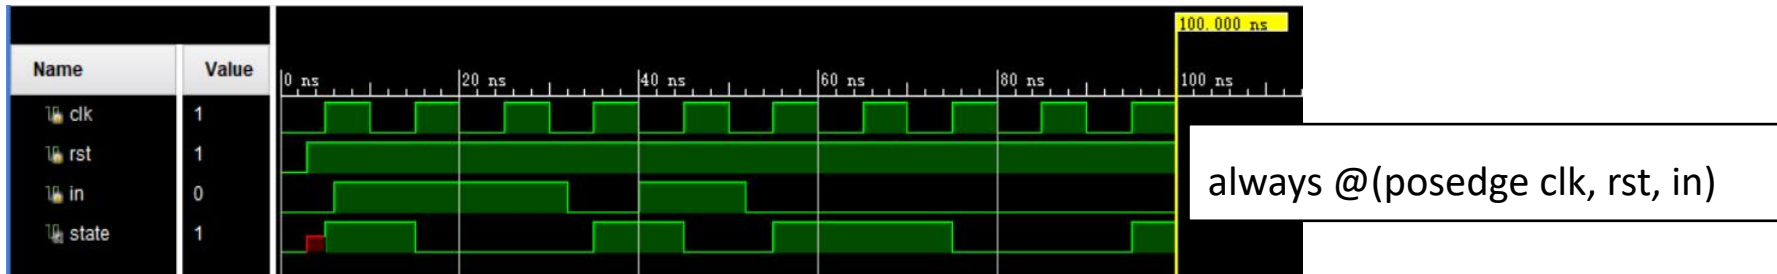 100.000 ns
Name Value
0 ns 20 ns 40 ns 60 ns 80 ns 100 ns
clk 1
rst 1
in 0
state 1
always @(posedge clk, rst, in)